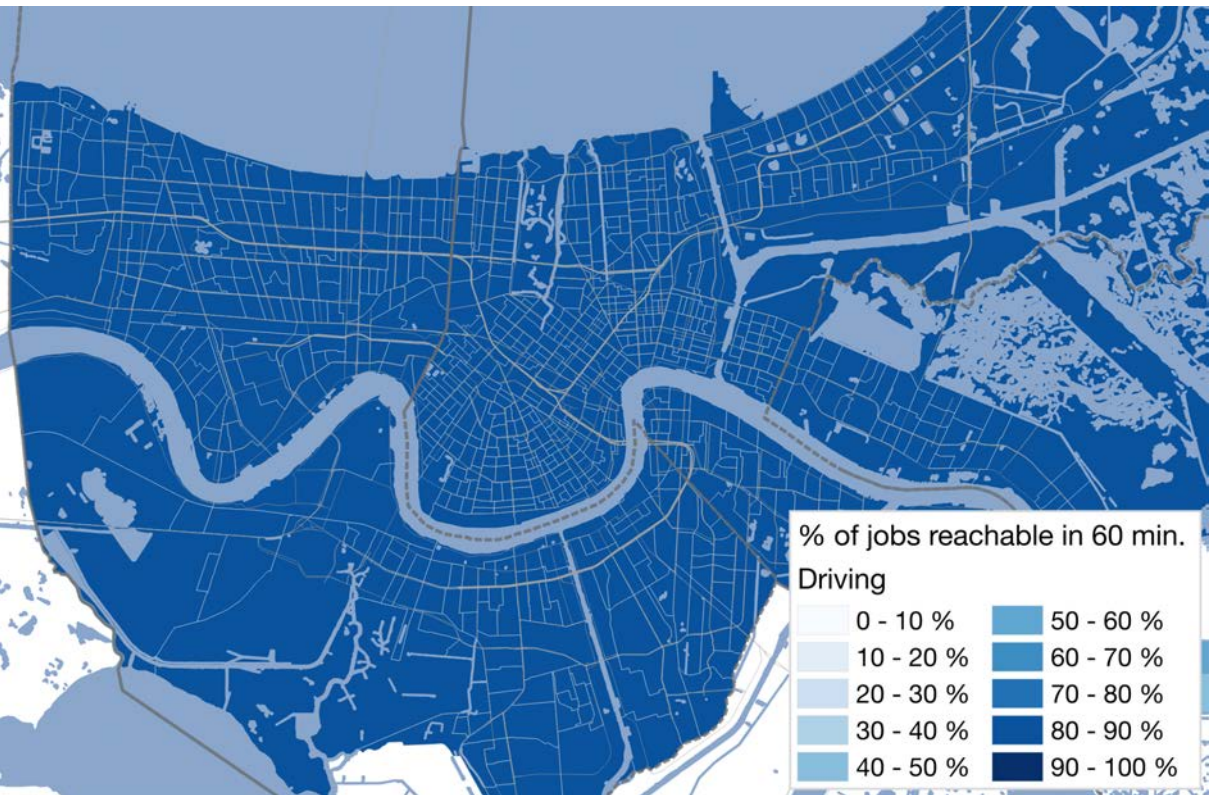 % of jobs reachable in 60 min.
Driving
0 - 10 %
10 - 20 %
20 - 30 %
30 - 40 %
40 - 50 %
50 - 60 %
60 - 70 %
70 - 80 %
80 - 90 %
90 - 100 %